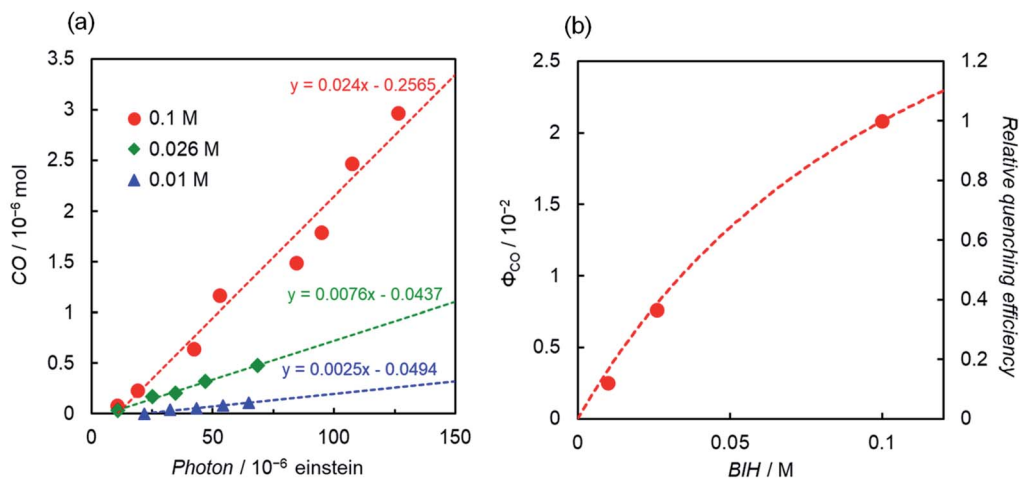 (a)
3.5
3
2.5
2
1.5
1
0.5
0
CO / 10⁻⁶ mol
0.1 M
0.026 M
0.01 M
y = 0.024x - 0.2565
y = 0.0076x - 0.0437
y = 0.0025x - 0.0494
0 50 100 150
Photon / 10⁻⁶ einstein
(b)
2.5
2
1.5
1
0.5
0
Φ_CO / 10⁻²
1.2
1
0.8
0.6
0.4
0.2
0
Relative quenching efficiency
0 0.05 0.1
BIH / M